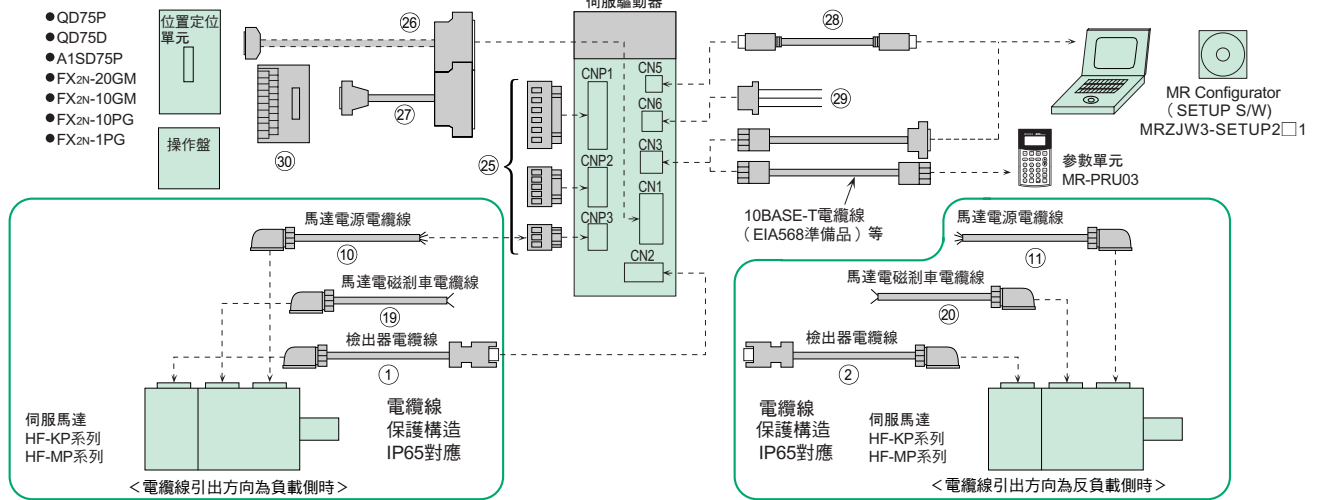 ●QD75P
●QD75D
●A1SD75P
●FX2N-20GM
●FX2N-10GM
●FX2N-10PG
●FX2N-1PG
位置定位
單元
操作盤
㉖
㉗
㉚
㉕
伺服驅動器
CNP1
CNP2
CNP3
CN5
CN6
CN3
CN1
CN2
㉘
㉙
MR Configurator
（SETUP S/W）
MRZJW3-SETUP2□1
參數單元
MR-PRU03
10BASE-T電纜線
（EIA568準備品）等
馬達電源電纜線
⑩
馬達電磁剎車電纜線
⑲
檢出器電纜線
①
伺服馬達
HF-KP系列
HF-MP系列
電纜線
保護構造
IP65對應
＜電纜線引出方向為負載側時＞
馬達電源電纜線
⑪
馬達電磁剎車電纜線
⑳
檢出器電纜線
②
電纜線
保護構造
IP65對應
伺服馬達
HF-KP系列
HF-MP系列
＜電纜線引出方向為反負載側時＞